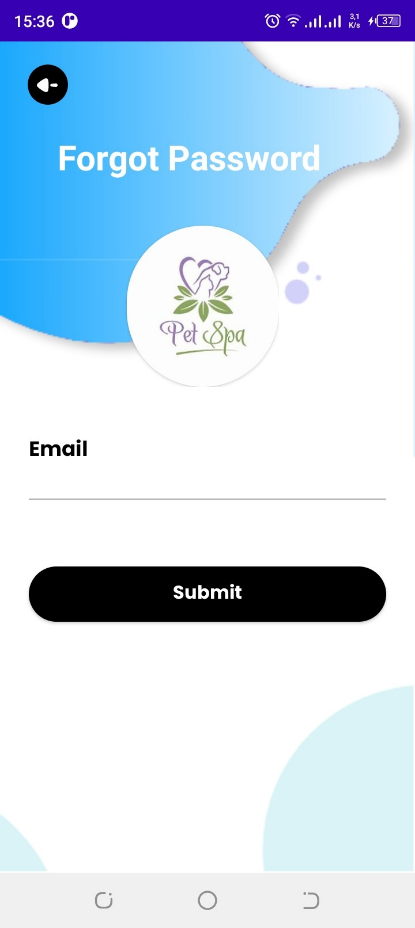 15:36
3,1
K/s
37
Forgot Password
Pet Spa
Email
Submit